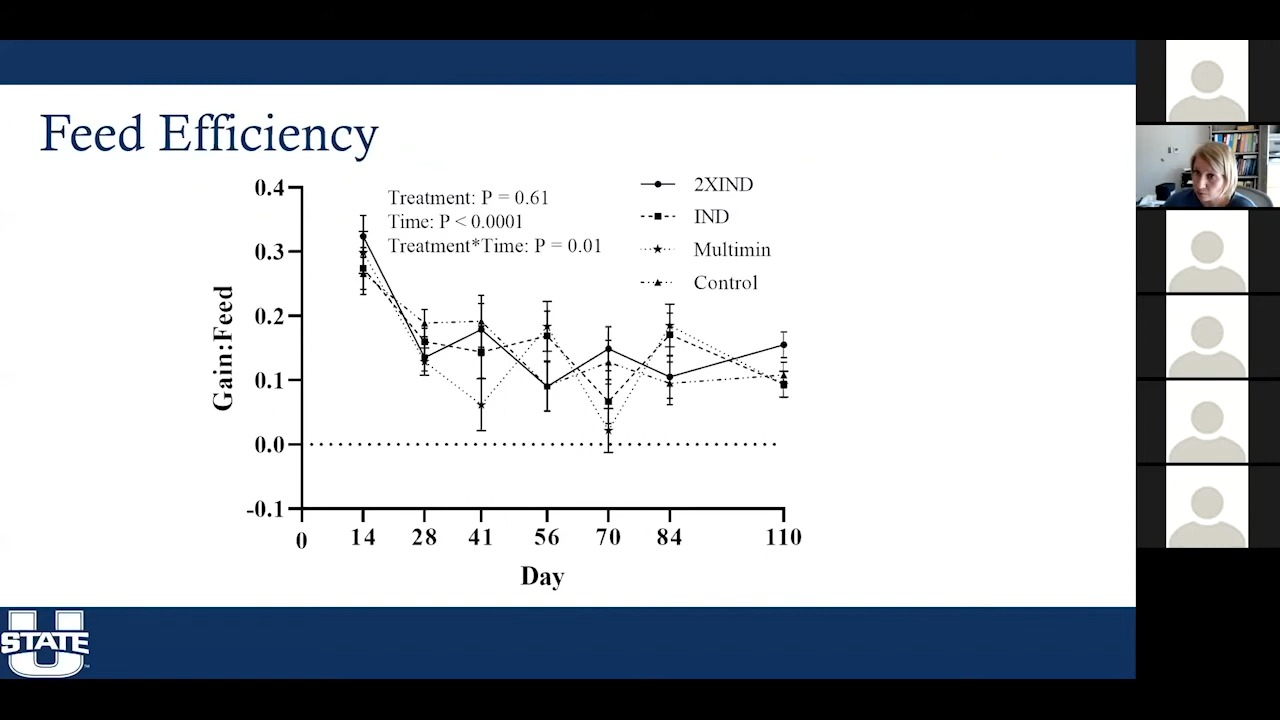 Feed Efficiency
Treatment: P = 0.61
Time: P < 0.0001
Treatment*Time: P = 0.01
2XIND
IND
Multimin
Control
Gain:Feed
0.4
0.3
0.2
0.1
0.0
-0.1
0 14 28 41 56 70 84 110
Day
U
STATE